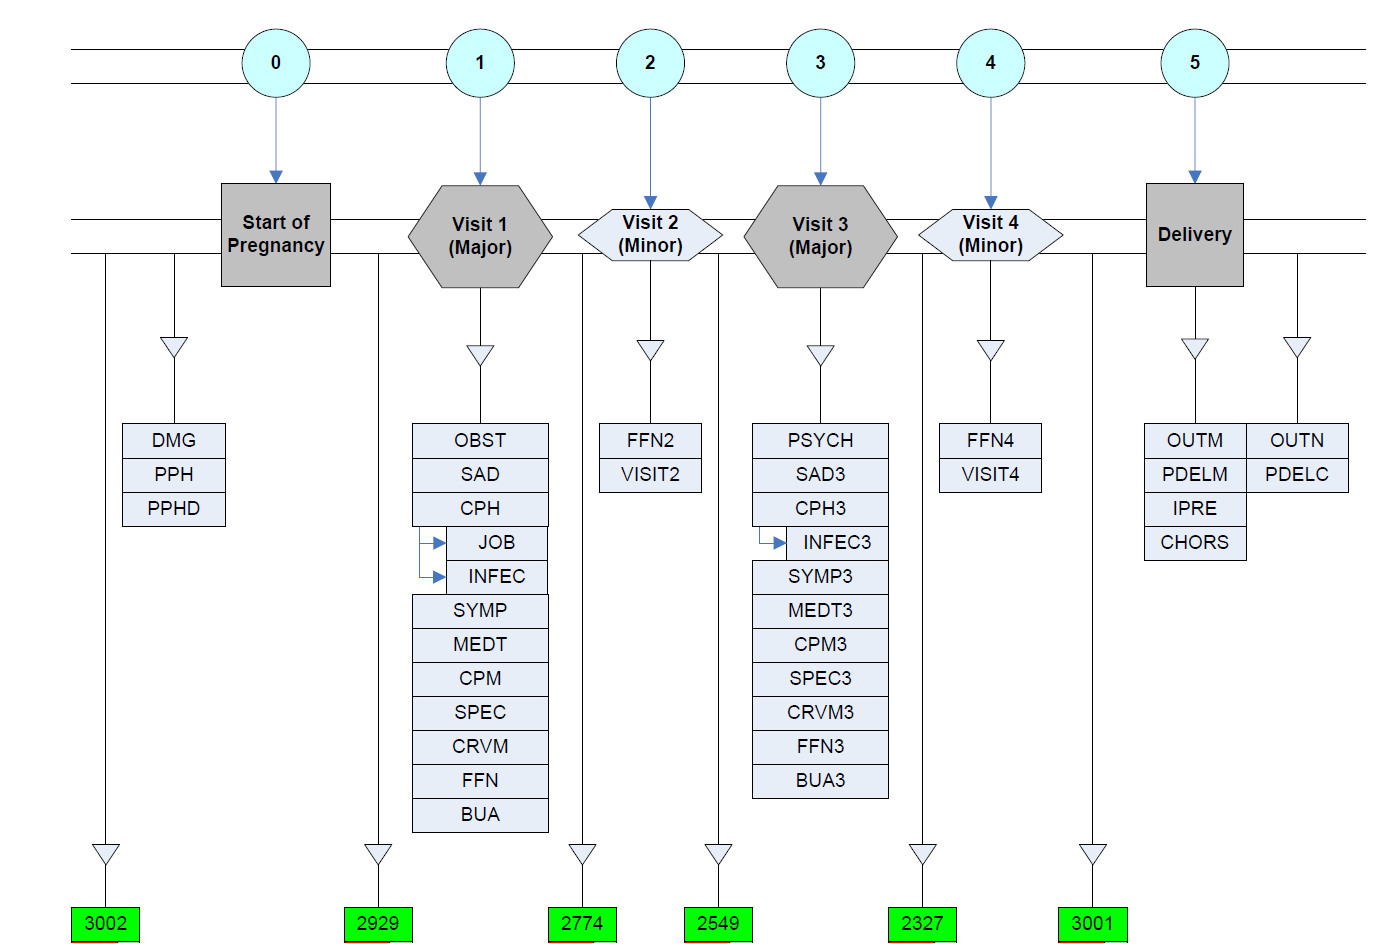 0
1
2
3
4
5
Start of
Pregnancy
Visit 1
(Major)
Visit 2
(Minor)
Visit 3
(Major)
Visit 4
(Minor)
Delivery
DMG
PPH
PPHD
OBST
SAD
CPH
JOB
INFEC
SYMP
MEDT
CPM
SPEC
CRVM
FFN
BUA
FFN2
VISIT2
PSYCH
SAD3
CPH3
INFEC3
SYMP3
MEDT3
CPM3
SPEC3
CRVM3
FFN3
BUA3
FFN4
VISIT4
OUTM
PDELM
IPRE
CHORS
OUTN
PDELC
3002
2929
2774
2549
2327
3001